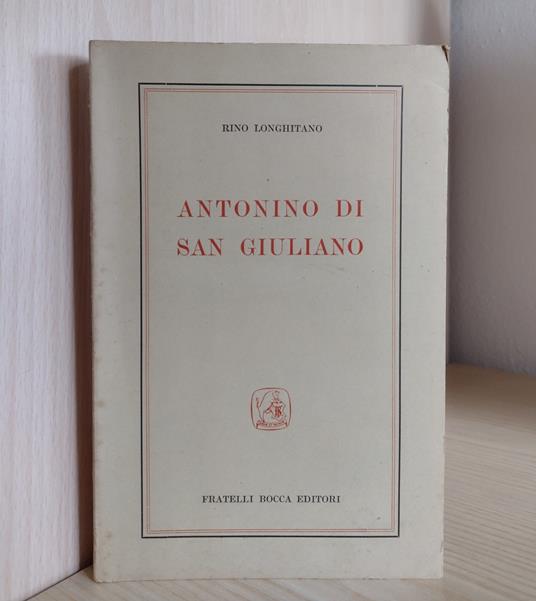 RINO LONGHITANO
ANTONINO DI
SAN GIULIANO
FRATELLI BOCCA EDITORI